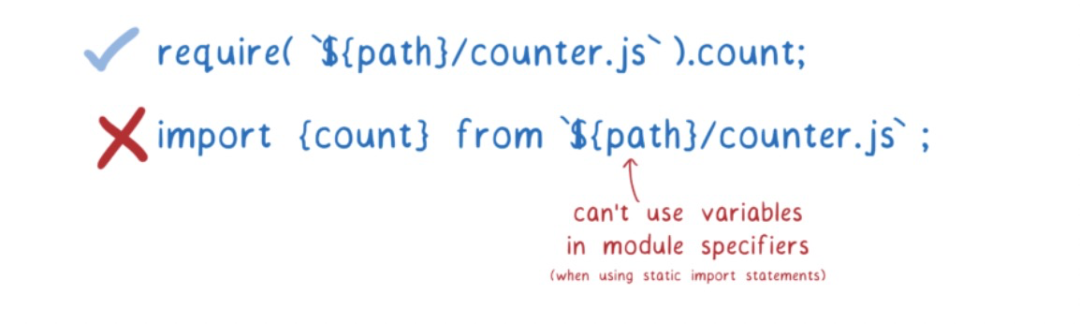 require( `${path}/counter.js` ).count;
import {count} from `${path}/counter.js` ;
can't use variables
in module specifiers
(when using static import statements)